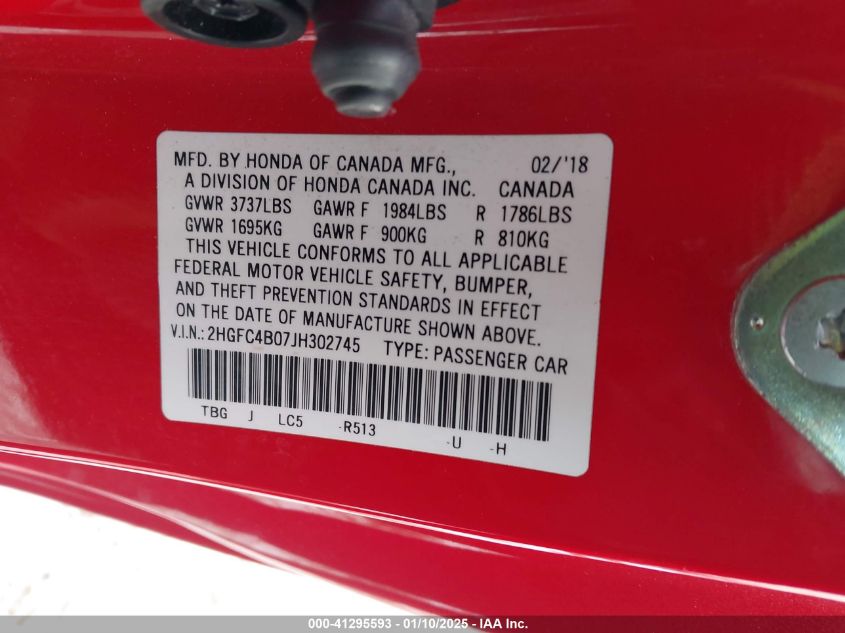 MFD. BY HONDA OF CANADA MFG., 02/'18
A DIVISION OF HONDA CANADA INC. CANADA
GVWR 3737LBS GAWR F 1984LBS R 1786LBS
GVWR 1695KG GAWR F 900KG R 810KG
THIS VEHICLE CONFORMS TO ALL APPLICABLE
FEDERAL MOTOR VEHICLE SAFETY, BUMPER,
AND THEFT PREVENTION STANDARDS IN EFFECT
ON THE DATE OF MANUFACTURE SHOWN ABOVE.
V.I.N.: 2HGFC4B07JH302745 TYPE: PASSENGER CAR
TBG J LC5 -R513 -U -H
000-41295593 - 01/10/2025 - IAA Inc.